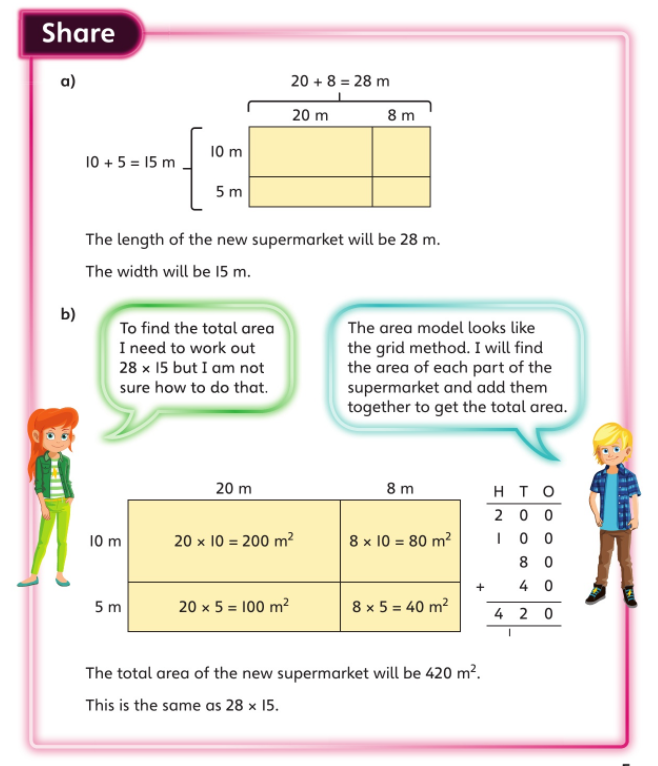 Share
a)
20 + 8 = 28 m
20 m 8 m
10 + 5 = 15 m
10 m
5 m
The length of the new supermarket will be 28 m.
The width will be 15 m.
b)
To find the total area
I need to work out
28 × 15 but I am not
sure how to do that.
The area model looks like
the grid method. I will find
the area of each part of the
supermarket and add them
together to get the total area.
20 m 8 m
10 m 20 × 10 = 200 m² 8 × 10 = 80 m²
5 m 20 × 5 = 100 m² 8 × 5 = 40 m²
H T O
2 0 0
1 0 0
8 0
+ 4 0
4 2 0
1
The total area of the new supermarket will be 420 m².
This is the same as 28 × 15.